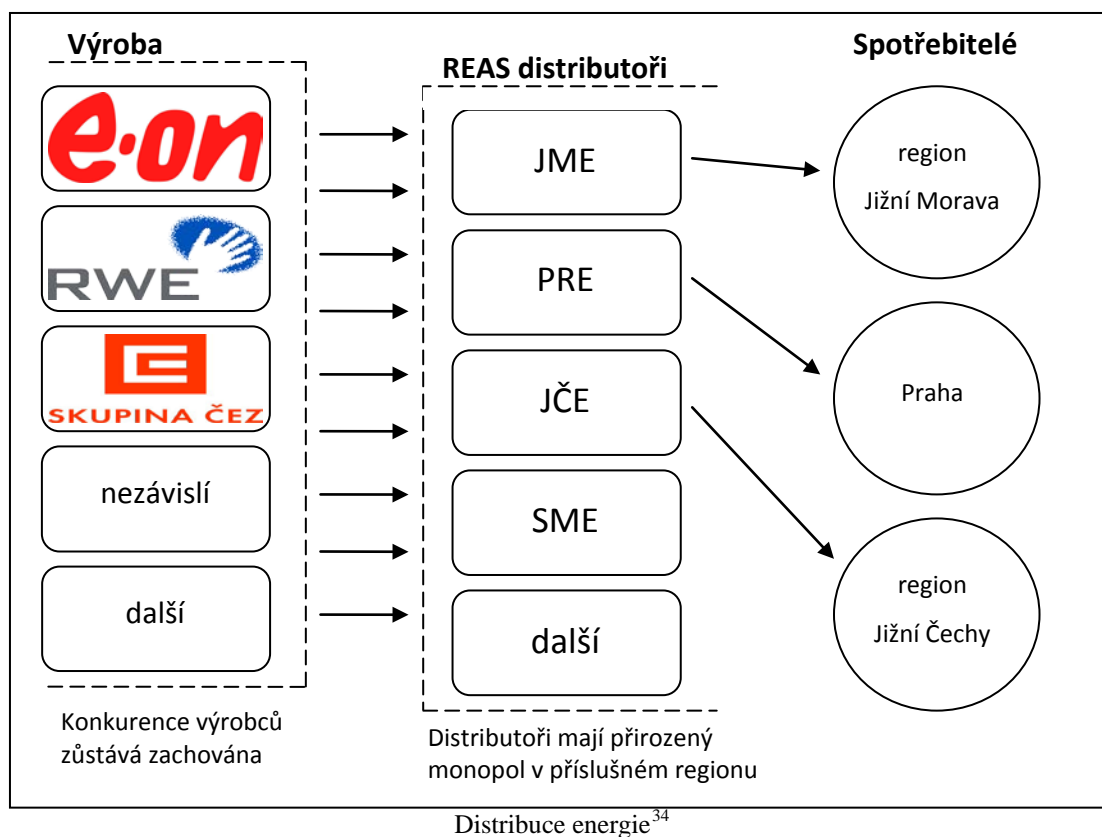 Výroba
e·on
RWE
SKUPINA ČEZ
nezávislí
další
Konkurence výrobců
zůstává zachována
REAS distributoři
JME
PRE
JČE
SME
další
Distributoři mají přirozený
monopol v příslušném regionu
Spotřebitelé
region
Jižní Morava
Praha
region
Jižní Čechy
Distribuce energie34